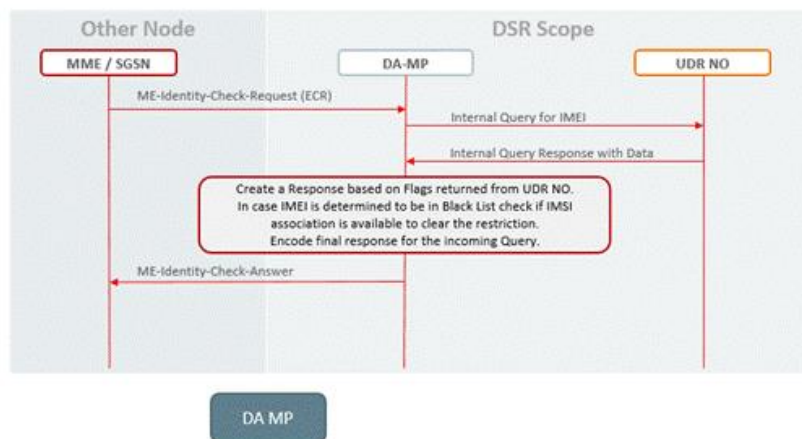 Other Node
DSR Scope
MME / SGSN
DA-MP
UDR NO
ME-Identity-Check-Request (ECR)
Internal Query for IMEI
Internal Query Response with Data
Create a Response based on Flags returned from UDR NO.
In case IMEI is determined to be in Black List check if IMSI
association is available to clear the restriction.
Encode final response for the incoming Query.
ME-Identity-Check-Answer
DA MP